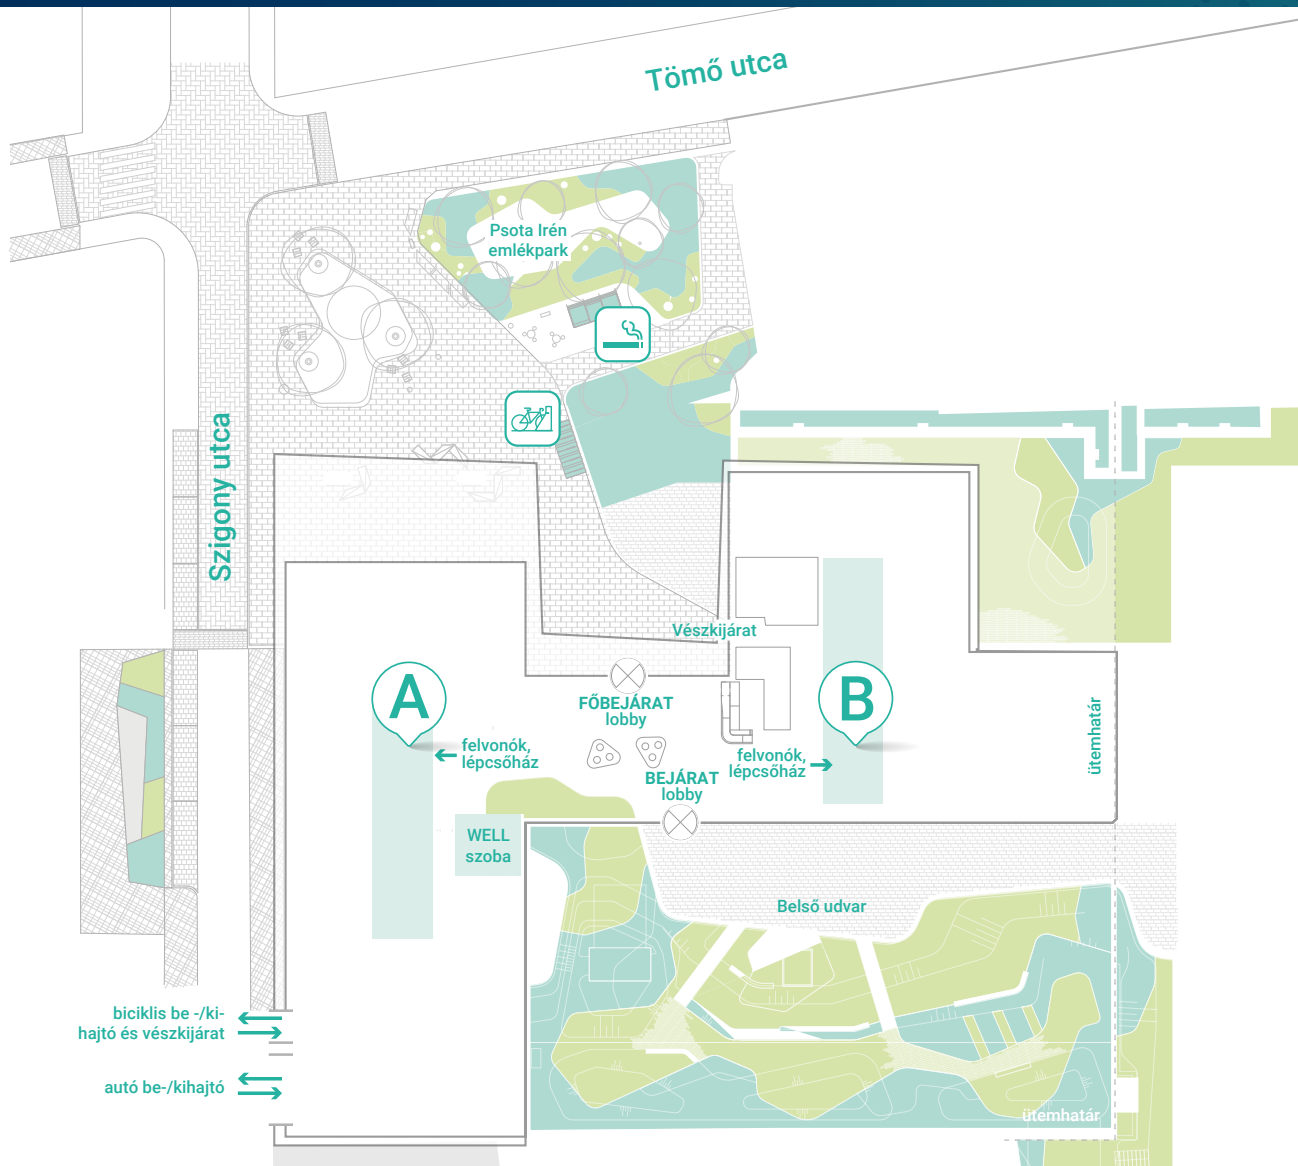 Tömő utca
Psota Irén
emlékpark
Szigony utca
Vészkijárat
A
B
FŐBEJÁRAT
lobby
felvonók,
lépcsőház
felvonók,
lépcsőház
ütemhatár
BEJÁRAT
lobby
WELL
szoba
Belső udvar
biciklis be -/ki-
hajtó és vészkijárat
autó be-/kihajtó
ütemhatár